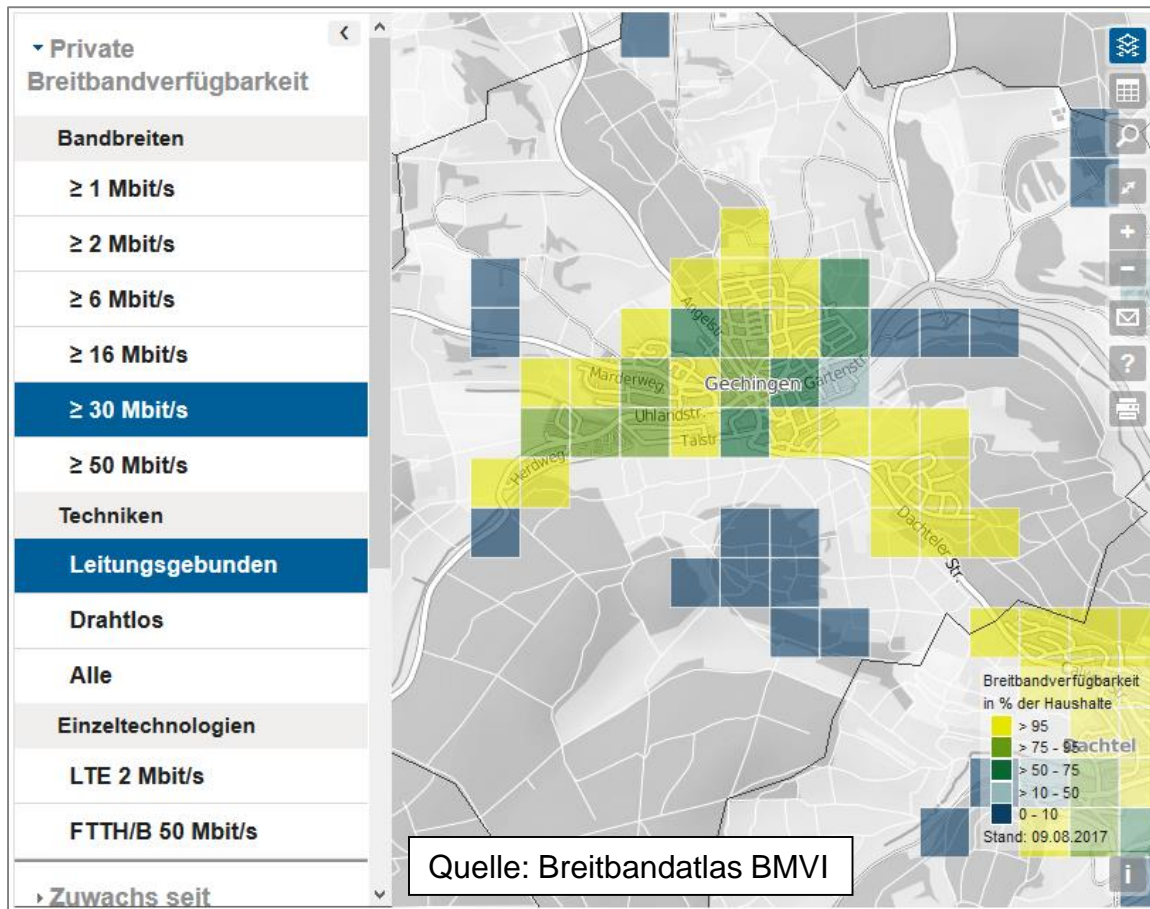 Private
Breitbandverfügbarkeit
Bandbreiten
≥ 1 Mbit/s
≥ 2 Mbit/s
≥ 6 Mbit/s
≥ 16 Mbit/s
≥ 30 Mbit/s
≥ 50 Mbit/s
Techniken
Leitungsgebunden
Drahtlos
Alle
Einzeltechnologien
LTE 2 Mbit/s
FTTH/B 50 Mbit/s
Zuwachs seit
Angelstr.
Marderweg
Gechingen
Gartenstr.
Uhlandstr.
Talstr.
Herdweg
Dachteler Str.
Dachtel
Breitbandverfügbarkeit
in % der Haushalte
> 95
> 75 - 95
> 50 - 75
> 10 - 50
0 - 10
Stand: 09.08.2017
Quelle: Breitbandatlas BMVI
+
−
?
i